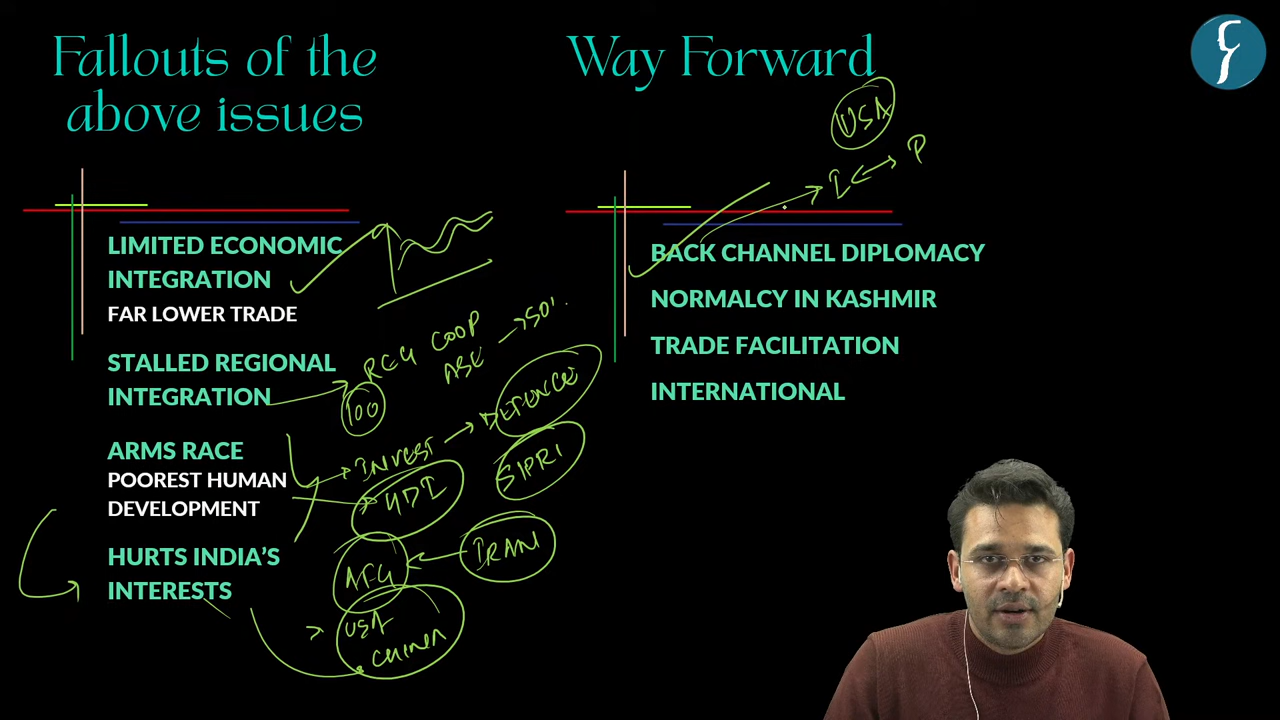 Fallouts of the
above issues
LIMITED ECONOMIC
INTEGRATION
FAR LOWER TRADE
STALLED REGIONAL
INTEGRATION
REG COOP
100
ARMS RACE
POOREST HUMAN
DEVELOPMENT
INVEST
DEFENCE
SIPRI
HDI
HURTS INDIA'S
INTERESTS
AFG
IRAN
USA
CHINA
Way Forward
USA
I P
BACK CHANNEL DIPLOMACY
NORMALCY IN KASHMIR
TRADE FACILITATION
INTERNATIONAL